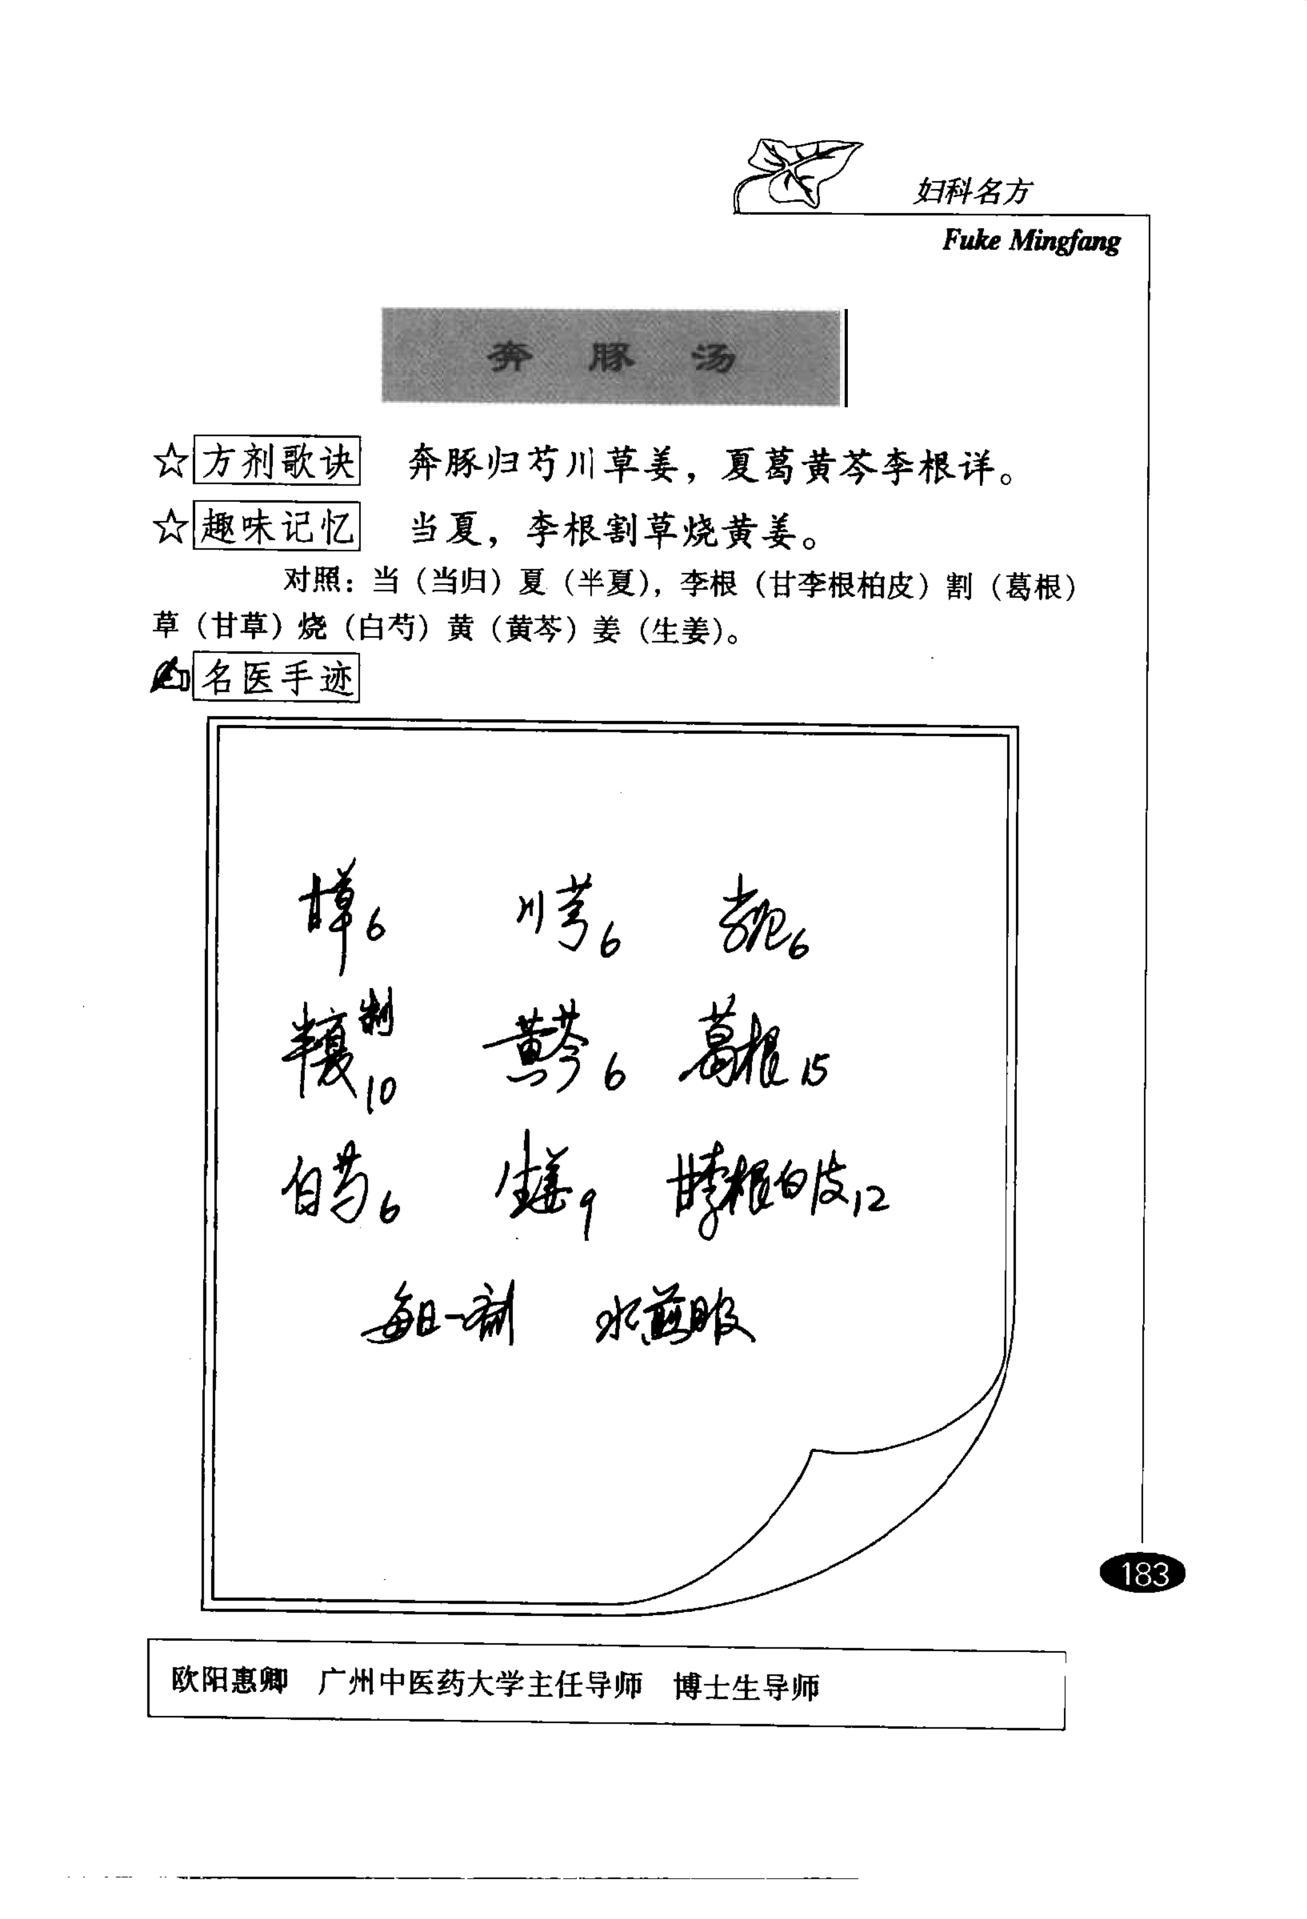 妇科名方
Fuke Mingfang
奔 豚 汤
☆ 方剂歌诀 奔豚归芍川草姜，夏葛黄芩李根详。
☆ 趣味记忆 当夏，李根割草烧黄姜。
对照：当（当归）夏（半夏），李根（甘李根柏皮）割（葛根）
草（甘草）烧（白芍）黄（黄芩）姜（生姜）。
名医手迹
甘草6 川芎6 当归6
半夏制10 黄芩6 葛根15
白芍6 生姜9 甘李根白皮12
每日一剂 水煎服
183
欧阳惠卿 广州中医药大学主任导师 博士生导师